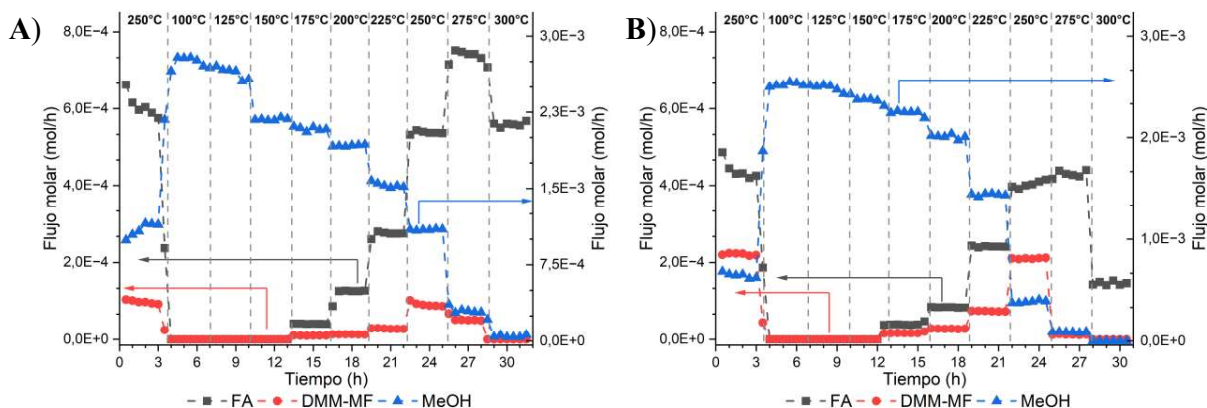 A)
250°C 100°C 125°C 150°C 175°C 200°C 225°C 250°C 275°C 300°C
8,0E−4
6,0E−4
4,0E−4
2,0E−4
0,0E+0
Flujo molar (mol/h)
3,0E−3
2,3E−3
1,5E−3
7,5E−4
0,0E+0
Flujo molar (mol/h)
0 3 6 9 12 15 18 21 24 27 30
Tiempo (h)
FA DMM-MF MeOH
B)
250°C 100°C 125°C 150°C 175°C 200°C 225°C 250°C 275°C 300°C
8,0E−4
6,0E−4
4,0E−4
2,0E−4
0,0E+0
Flujo molar (mol/h)
3,0E−3
2,0E−3
1,0E−3
0,0E+0
Flujo molar (mol/h)
0 3 6 9 12 15 18 21 24 27 30
Tiempo (h)
FA DMM-MF MeOH